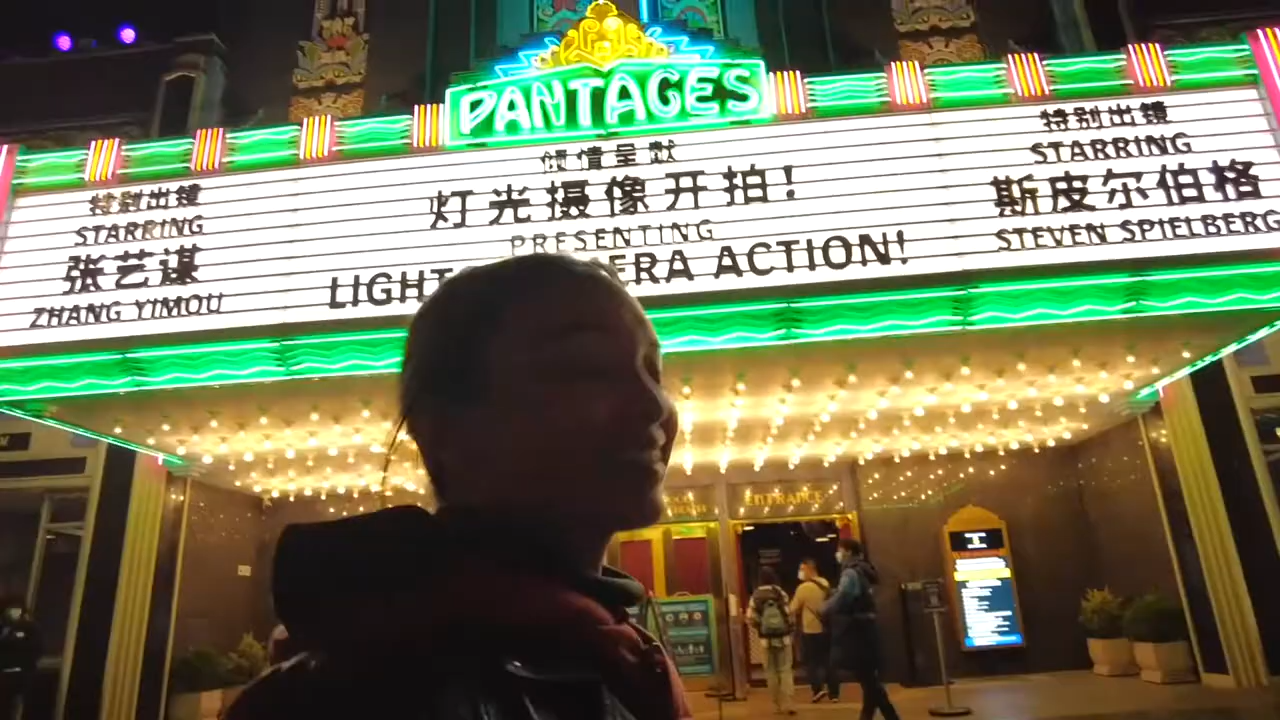 PANTAGES
倾情呈献
灯光摄像开拍!
PRESENTING
LIGHT ERA ACTION!
特别出镜
STARRING
张艺谋
ZHANG YIMOU
特别出镜
STARRING
斯皮尔伯格
STEVEN SPIELBERG
ENTRANCE